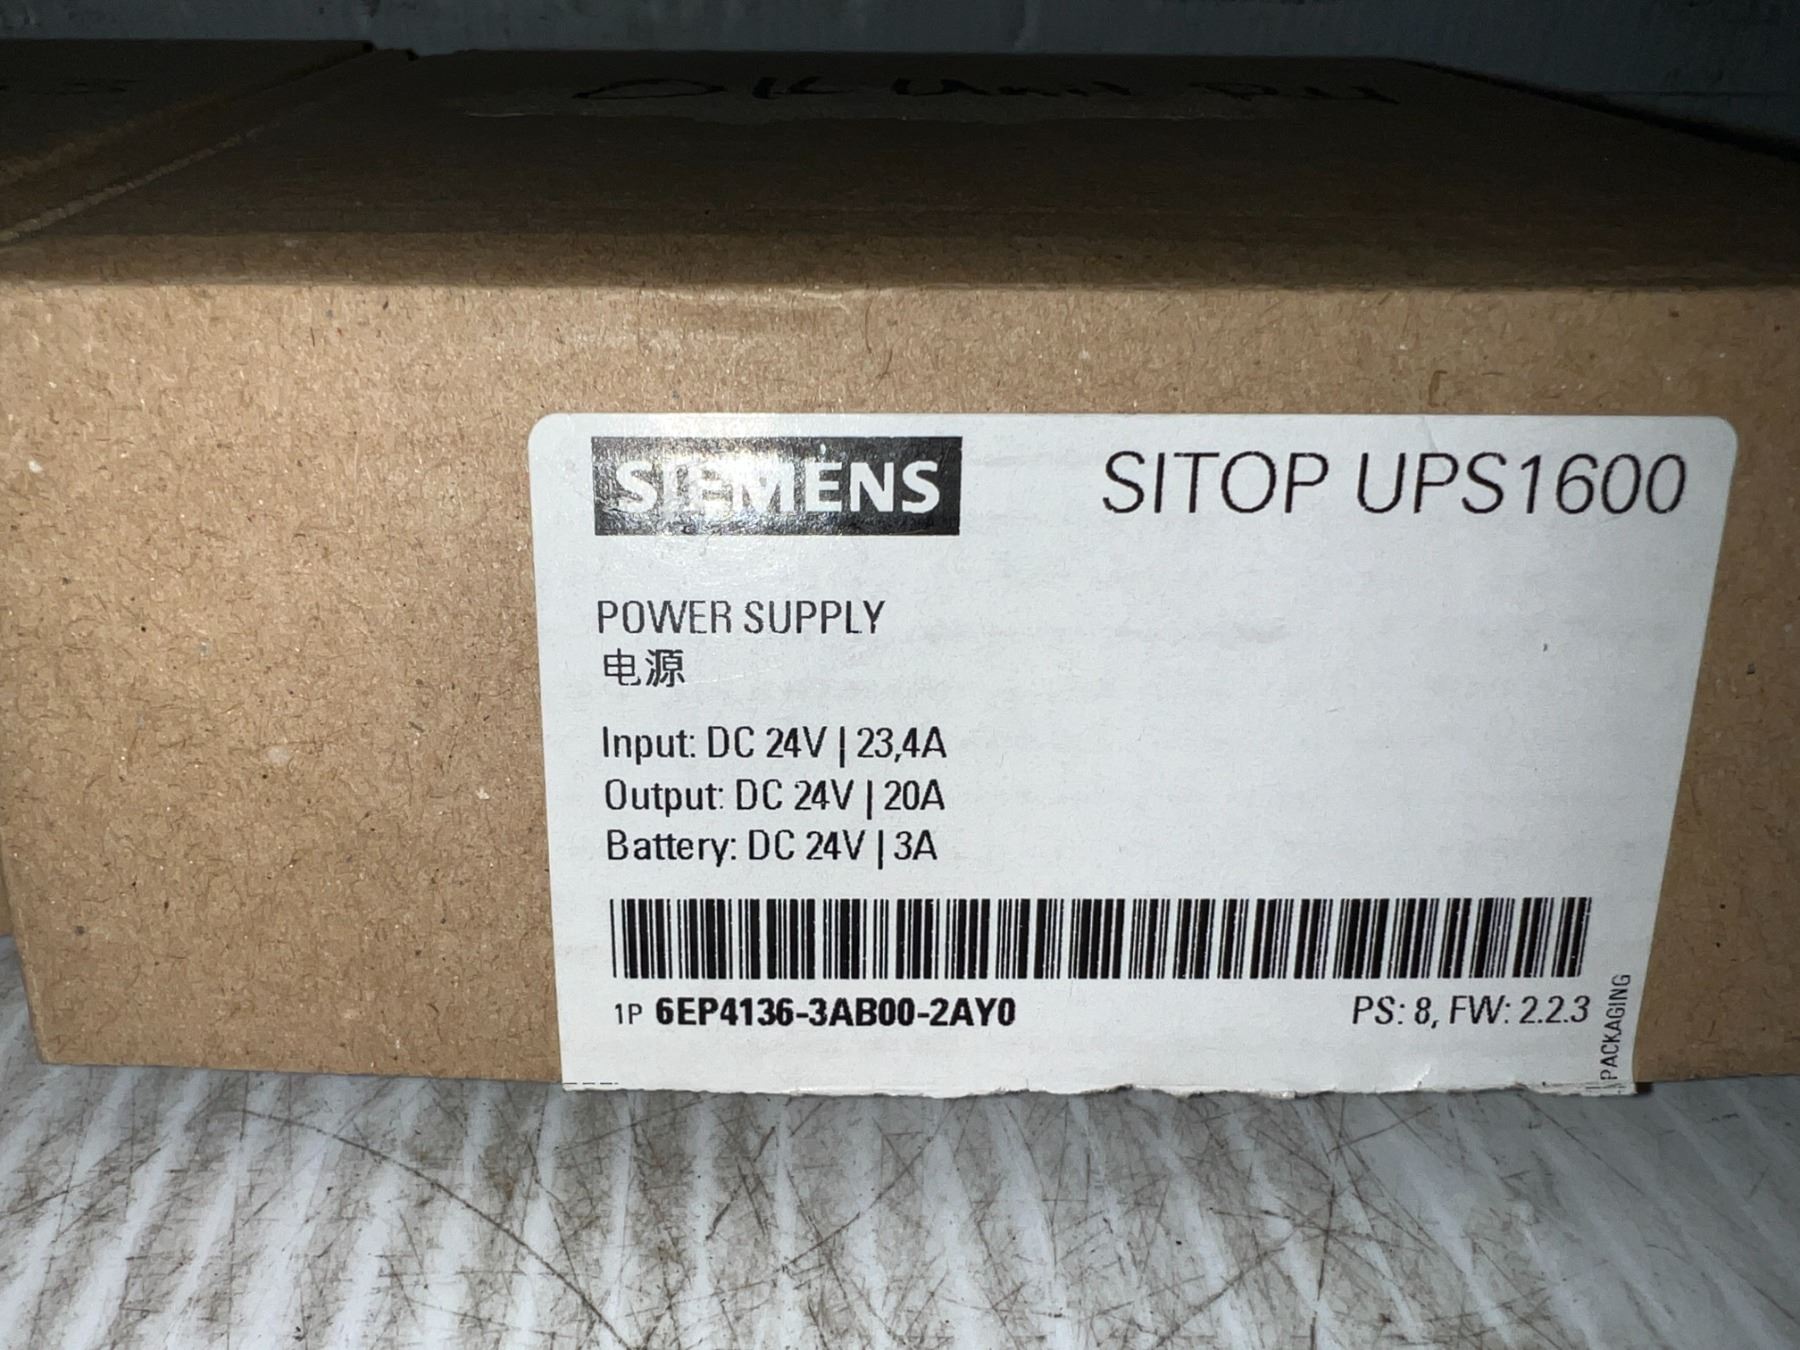 SIEMENS
SITOP UPS1600
POWER SUPPLY
电源
Input: DC 24V | 23,4A
Output: DC 24V | 20A
Battery: DC 24V | 3A
1P 6EP4136-3AB00-2AY0
PS: 8, FW: 2.2.3
PACKAGING